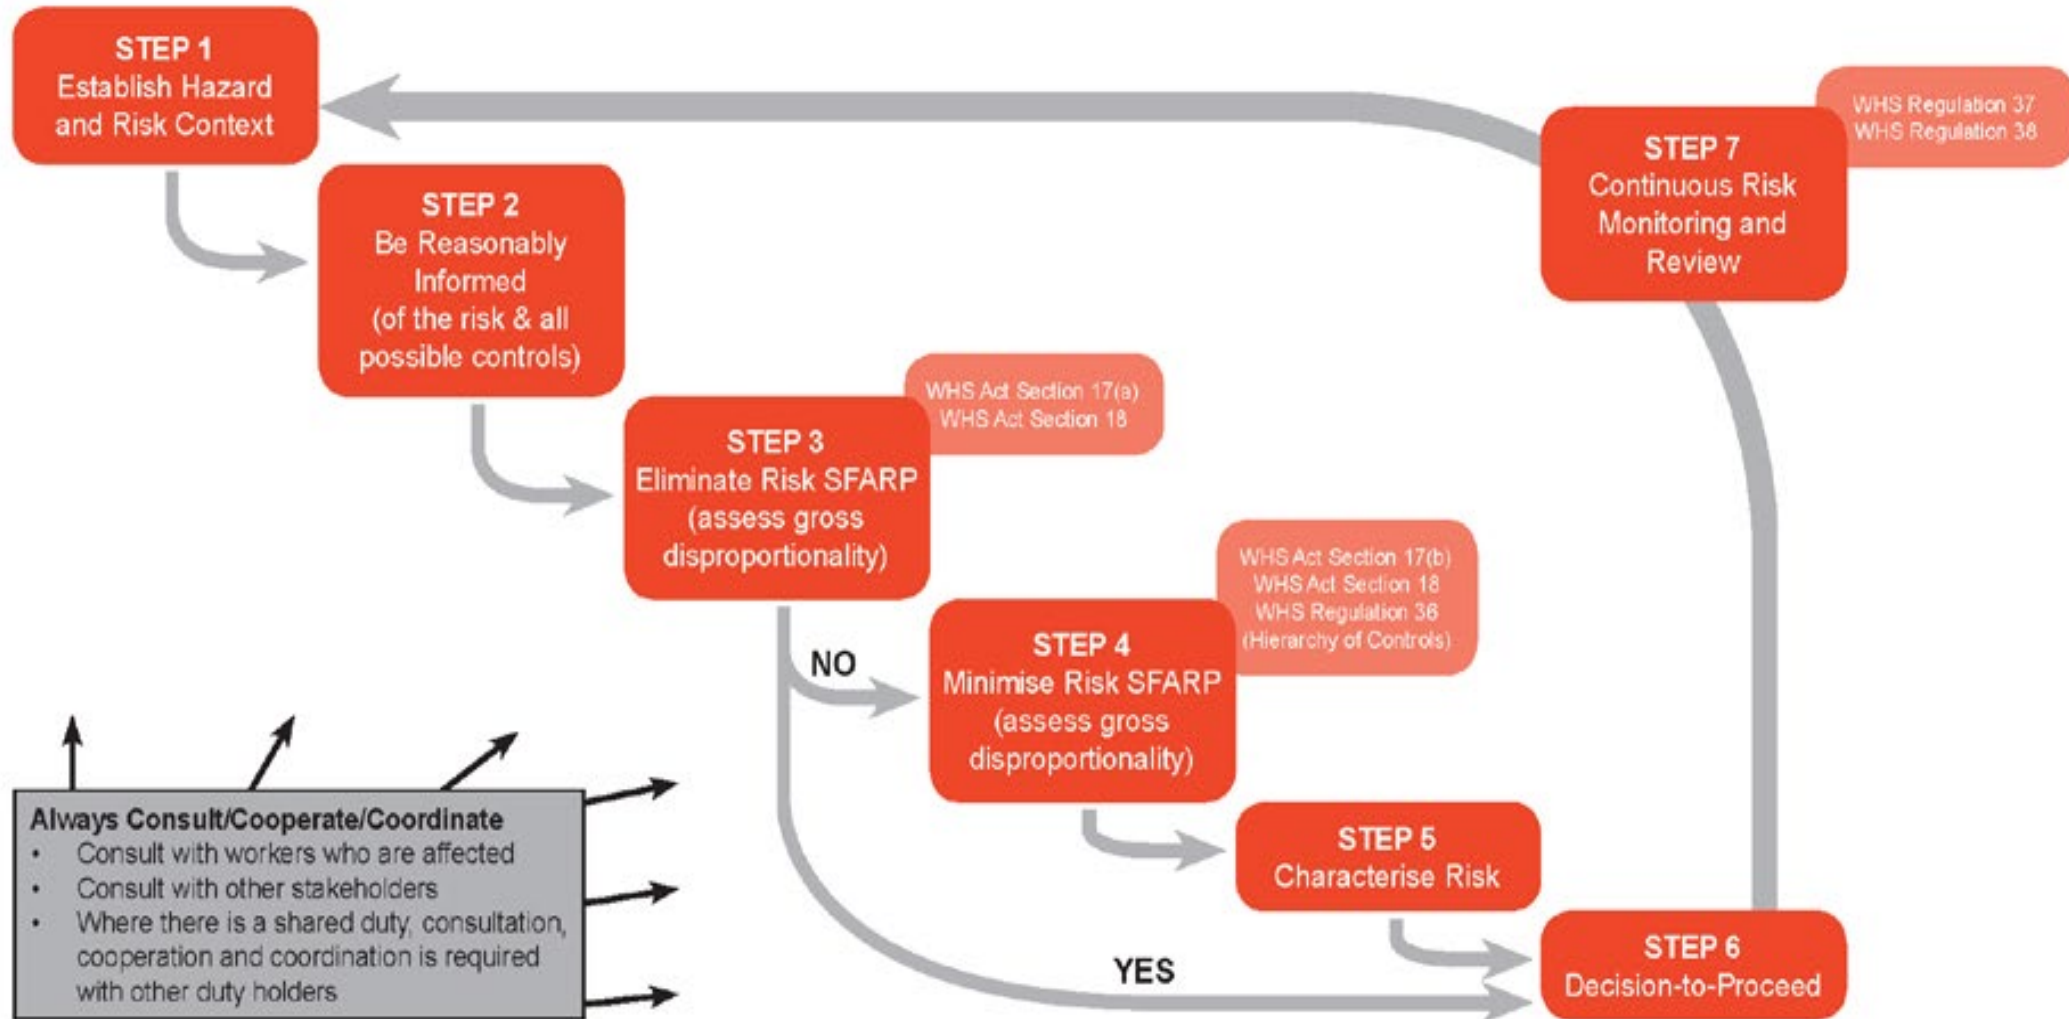 STEP 1
Establish Hazard
and Risk Context
STEP 2
Be Reasonably
Informed
(of the risk & all
possible controls)
WHS Act Section 17(a)
WHS Act Section 18
STEP 3
Eliminate Risk SFARP
(assess gross
disproportionality)
NO
YES
WHS Act Section 17(b)
WHS Act Section 18
WHS Regulation 36
(Hierarchy of Controls)
STEP 4
Minimise Risk SFARP
(assess gross
disproportionality)
STEP 5
Characterise Risk
STEP 6
Decision-to-Proceed
WHS Regulation 37
WHS Regulation 38
STEP 7
Continuous Risk
Monitoring and
Review
Always Consult/Cooperate/Coordinate
• Consult with workers who are affected
• Consult with other stakeholders
• Where there is a shared duty, consultation,
cooperation and coordination is required
with other duty holders